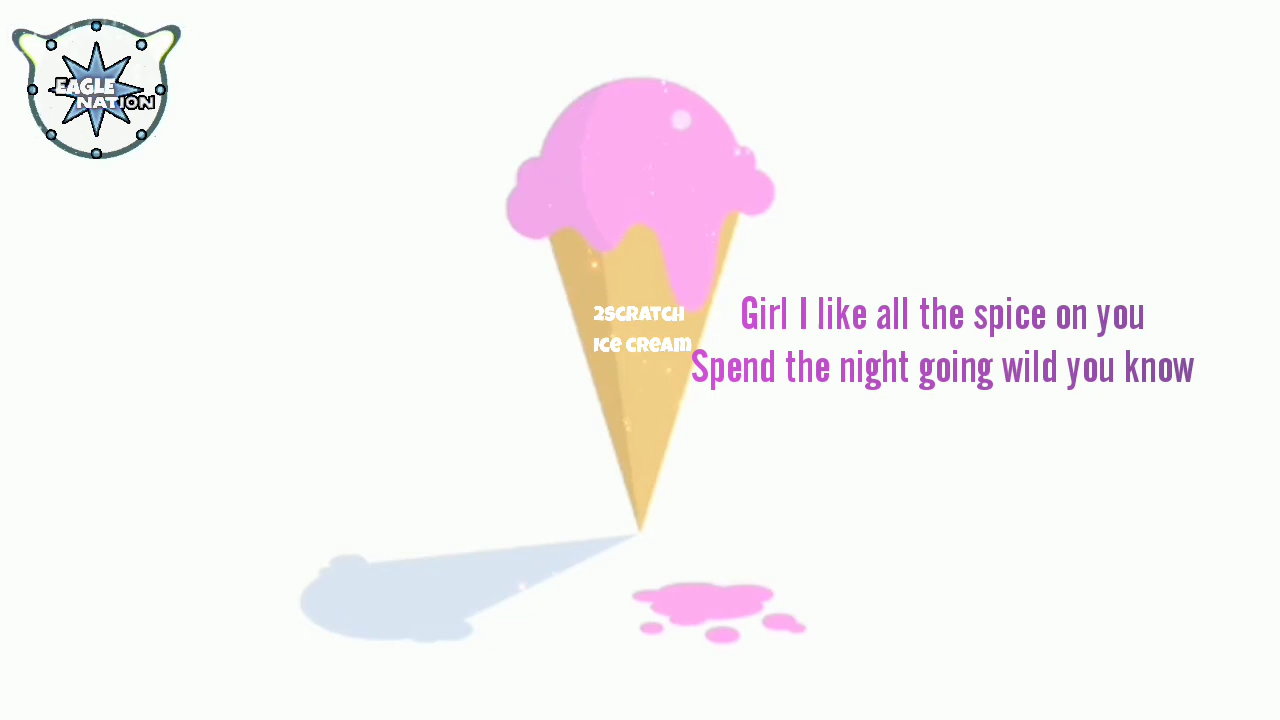 EAGLE
NATION
2SCRATCH
ICE CREAM
Girl I like all the spice on you
Spend the night going wild you know